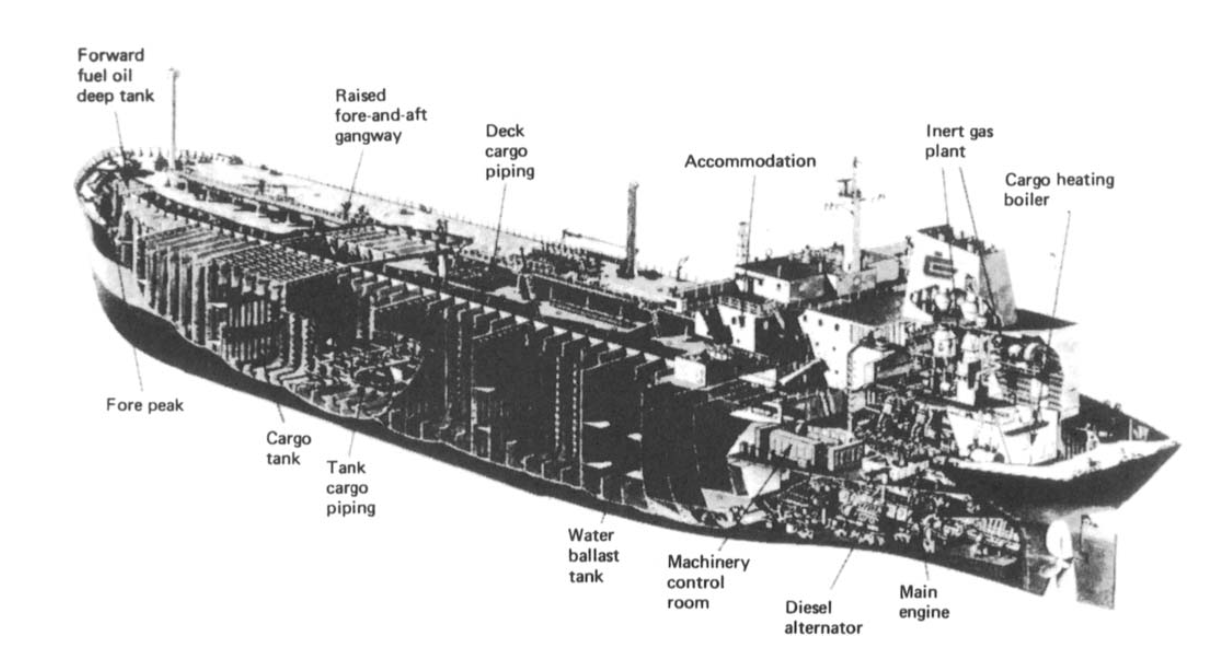 Forward
fuel oil
deep tank
Raised
fore-and-aft
gangway
Deck
cargo
piping
Accommodation
Inert gas
plant
Cargo heating
boiler
Fore peak
Cargo
tank
Tank
cargo
piping
Water
ballast
tank
Machinery
control
room
Diesel
alternator
Main
engine